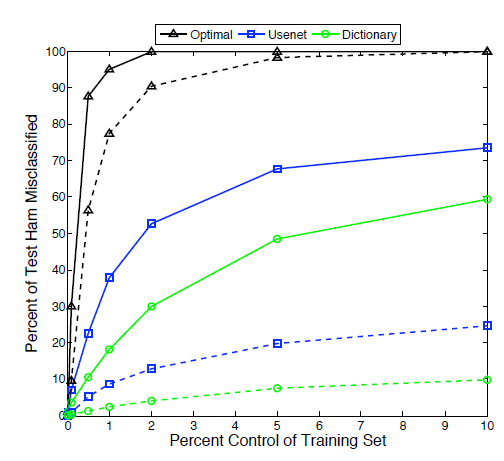 Optimal Usenet Dictionary
100
90
80
70
60
50
40
30
20
10
0
0 1 2 3 4 5 6 7 8 9 10
Percent of Test Ham Misclassified
Percent Control of Training Set